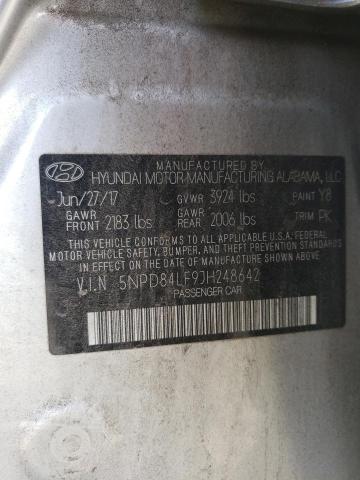 MANUFACTURED BY
HYUNDAI MOTOR MANUFACTURING ALABAMA, LLC
Jun/27/17 GVWR 3924 lbs PAINT Y8
GAWR FRONT 2183 lbs GAWR REAR 2006 lbs TRIM PK
THIS VEHICLE CONFORMS TO ALL APPLICABLE U.S.A. FEDERAL
MOTOR VEHICLE SAFETY, BUMPER, AND THEFT PREVENTION
STANDARDS IN EFFECT ON THE DATE OF MANUFACTURE SHOWN ABOVE.
V.I.N 5NPD84LF9JH248642
PASSENGER CAR